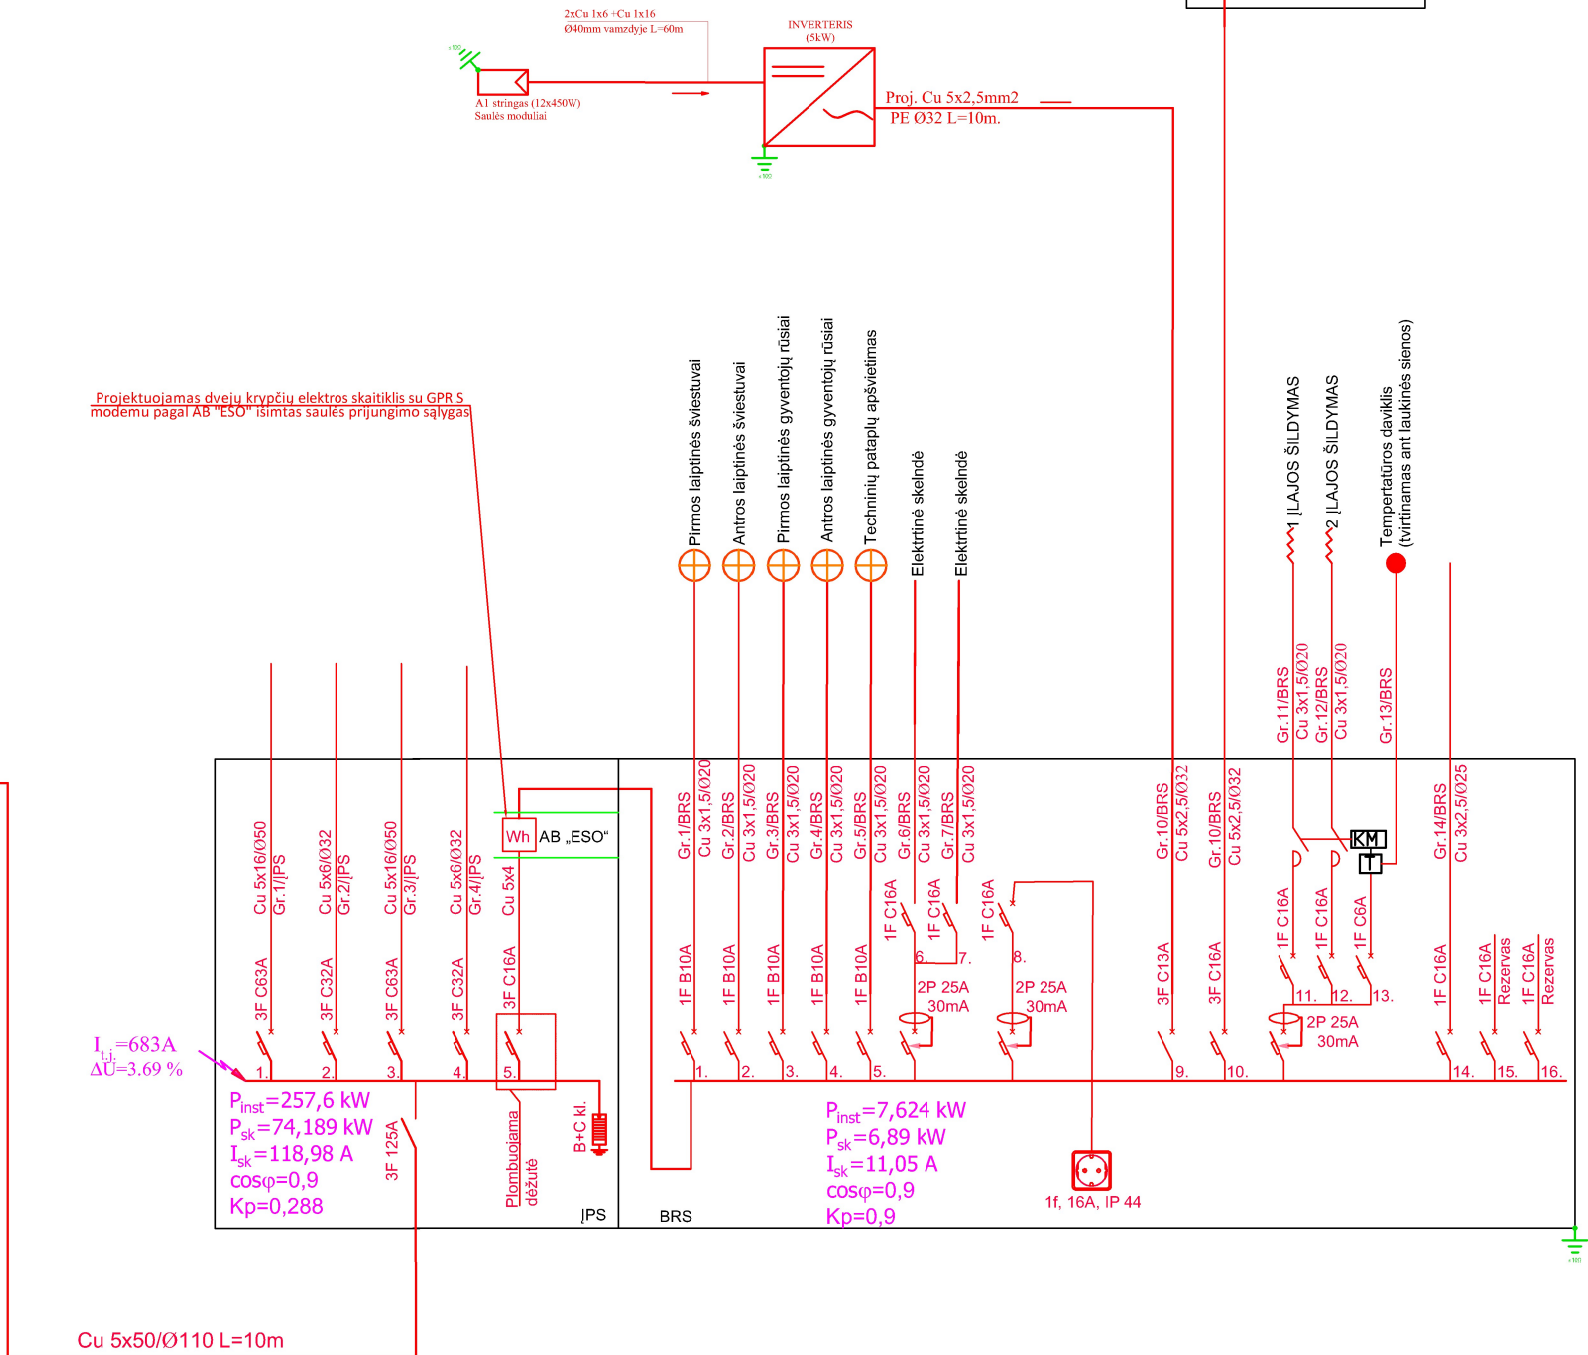 2xCu 1x6 +Cu 1x16
Ø40mm vamzdyje L=60m
INVERTERIS
(5kW)
A1 stringas (12x450W)
Saulės moduliai
Proj. Cu 5x2,5mm2
PE Ø32 L=10m.
Projektuojamas dvejų krypčių elektros skaitiklis su GPRS
modemu pagal AB "ESO" išimtas saulės prijungimo sąlygas
Pirmos laiptinės šviestuvai
Antros laiptinės šviestuvai
Pirmos laiptinės gyventojų rūsiai
Antros laiptinės gyventojų rūsiai
Techninių pataplų apšvietimas
Elektrtinė skelndė
Elektrtinė skelndė
1 ĮLAJOS ŠILDYMAS
2 ĮLAJOS ŠILDYMAS
Tempertatūros daviklis
(tvirtinamas ant laukinės sienos)
Gr.11/BRS
Cu 3x1,5/Ø20
Gr.12/BRS
Cu 3x1,5/Ø20
Gr.13/BRS
Cu 5x16/Ø50
Gr.1/ĮPS
Cu 5x6/Ø32
Gr.2/ĮPS
Cu 5x16/Ø50
Gr.3/ĮPS
Cu 5x6/Ø32
Gr.4/ĮPS
Cu 5x4
Wh
AB „ESO“
Gr.1/BRS
Cu 3x1,5/Ø20
Gr.2/BRS
Cu 3x1,5/Ø20
Gr.3/BRS
Cu 3x1,5/Ø20
Gr.4/BRS
Cu 3x1,5/Ø20
Gr.5/BRS
Cu 3x1,5/Ø20
Gr.6/BRS
Cu 3x1,5/Ø20
Gr.7/BRS
Cu 3x1,5/Ø20
Gr.10/BRS
Cu 5x2,5/Ø32
Gr.10/BRS
Cu 5x2,5/Ø32
KM
T
Gr.14/BRS
Cu 3x2,5/Ø25
3F C63A
3F C32A
3F C63A
3F C32A
3F C16A
1F B10A
1F B10A
1F B10A
1F B10A
1F B10A
1F C16A
1F C16A
1F C16A
3F C13A
3F C16A
1F C16A
1F C16A
1F C6A
1F C16A
1F C16A
Rezervas
1F C16A
Rezervas
6.
7.
8.
2P 25A
30mA
2P 25A
30mA
11.
12.
13.
2P 25A
30mA
I t.j.=683A
ΔU=3.69 %
1.
2.
3.
4.
5.
1.
2.
3.
4.
5.
9.
10.
14.
15.
16.
Pinst=257,6 kW
Psk=74,189 kW
Isk=118,98 A
cosφ=0,9
Kp=0,288
3F 125A
Plombuojama
dėžutė
B+C kl.
ĮPS
BRS
Pinst=7,624 kW
Psk=6,89 kW
Isk=11,05 A
cosφ=0,9
Kp=0,9
1f, 16A, IP 44
Cu 5x50/Ø110 L=10m